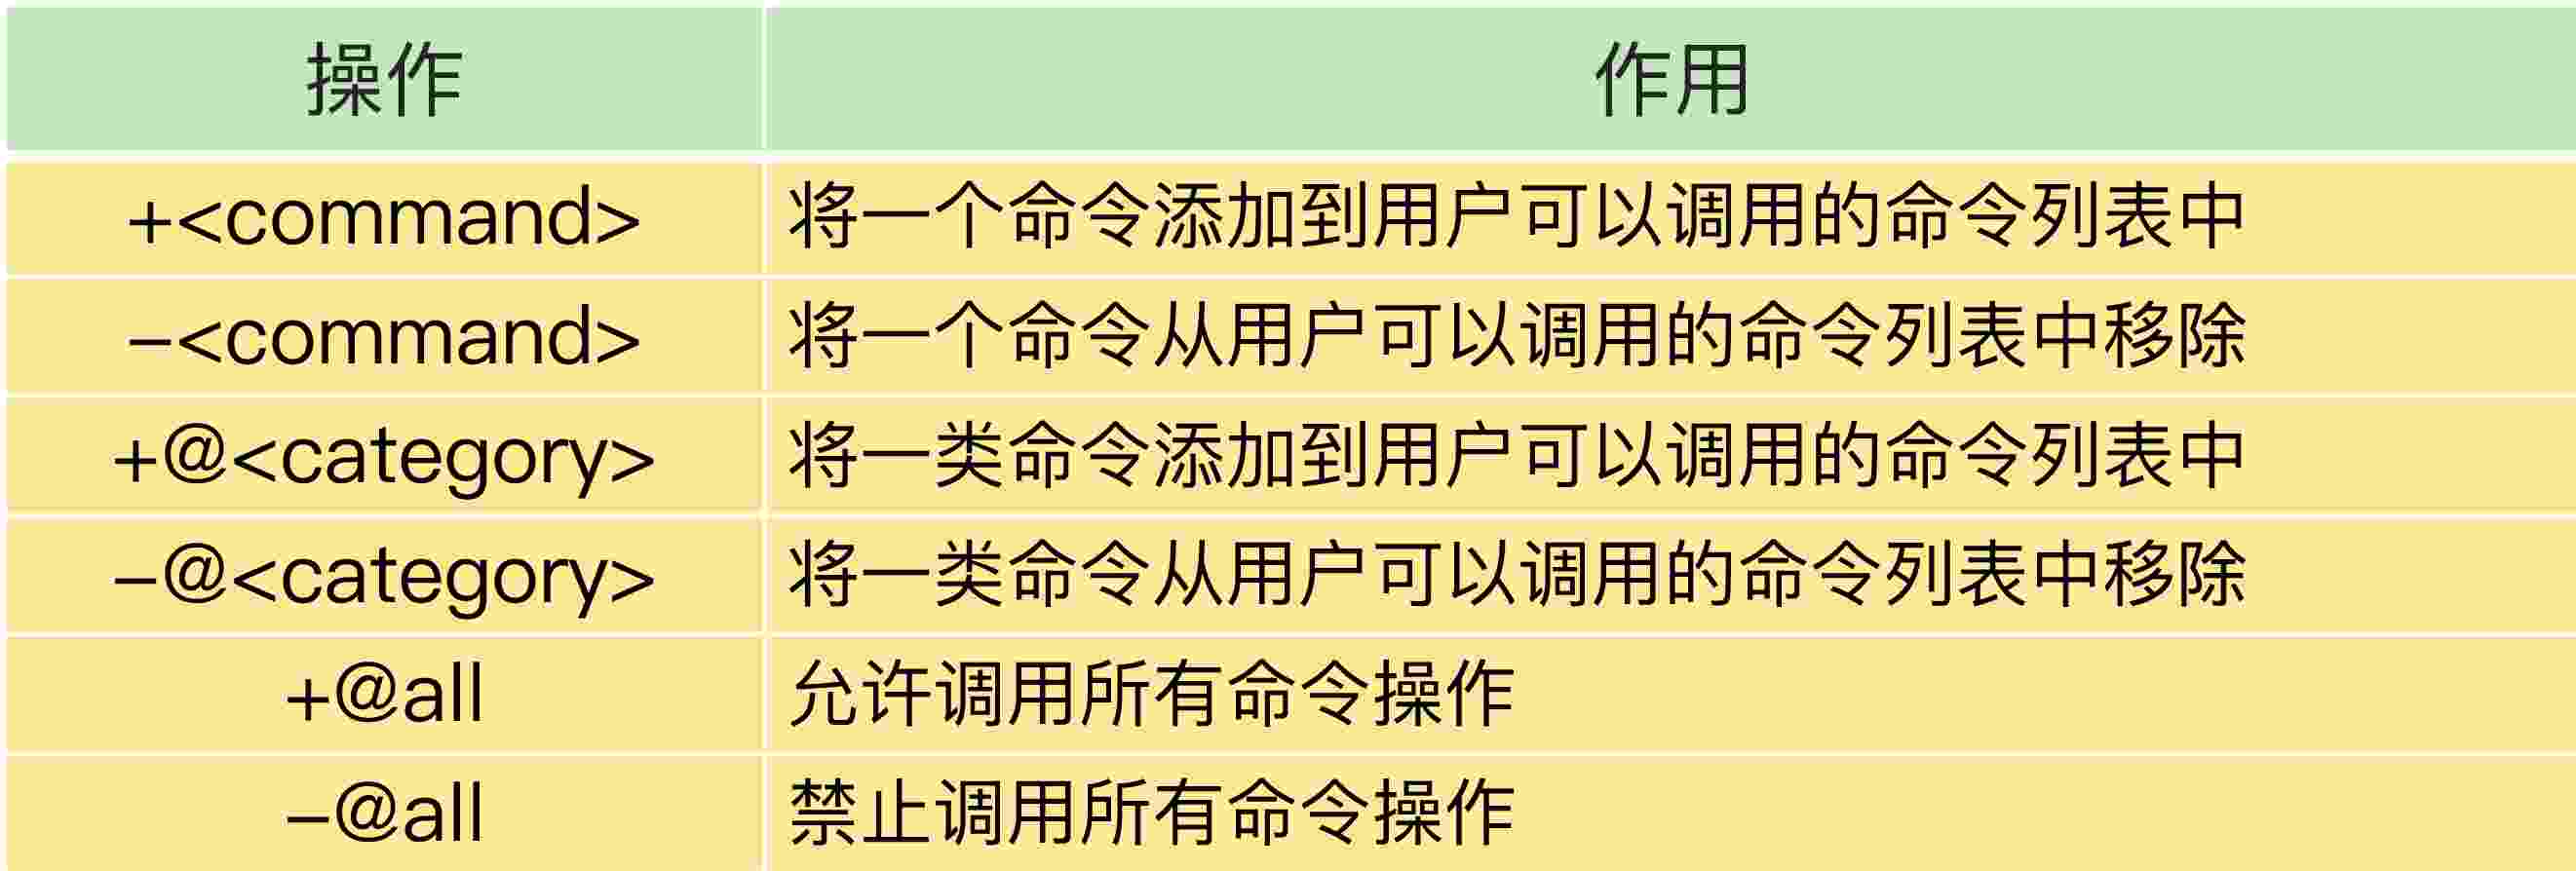 操作 作用
+<command> 将一个命令添加到用户可以调用的命令列表中
–<command> 将一个命令从用户可以调用的命令列表中移除
+@<category> 将一类命令添加到用户可以调用的命令列表中
–@<category> 将一类命令从用户可以调用的命令列表中移除
+@all 允许调用所有命令操作
–@all 禁止调用所有命令操作